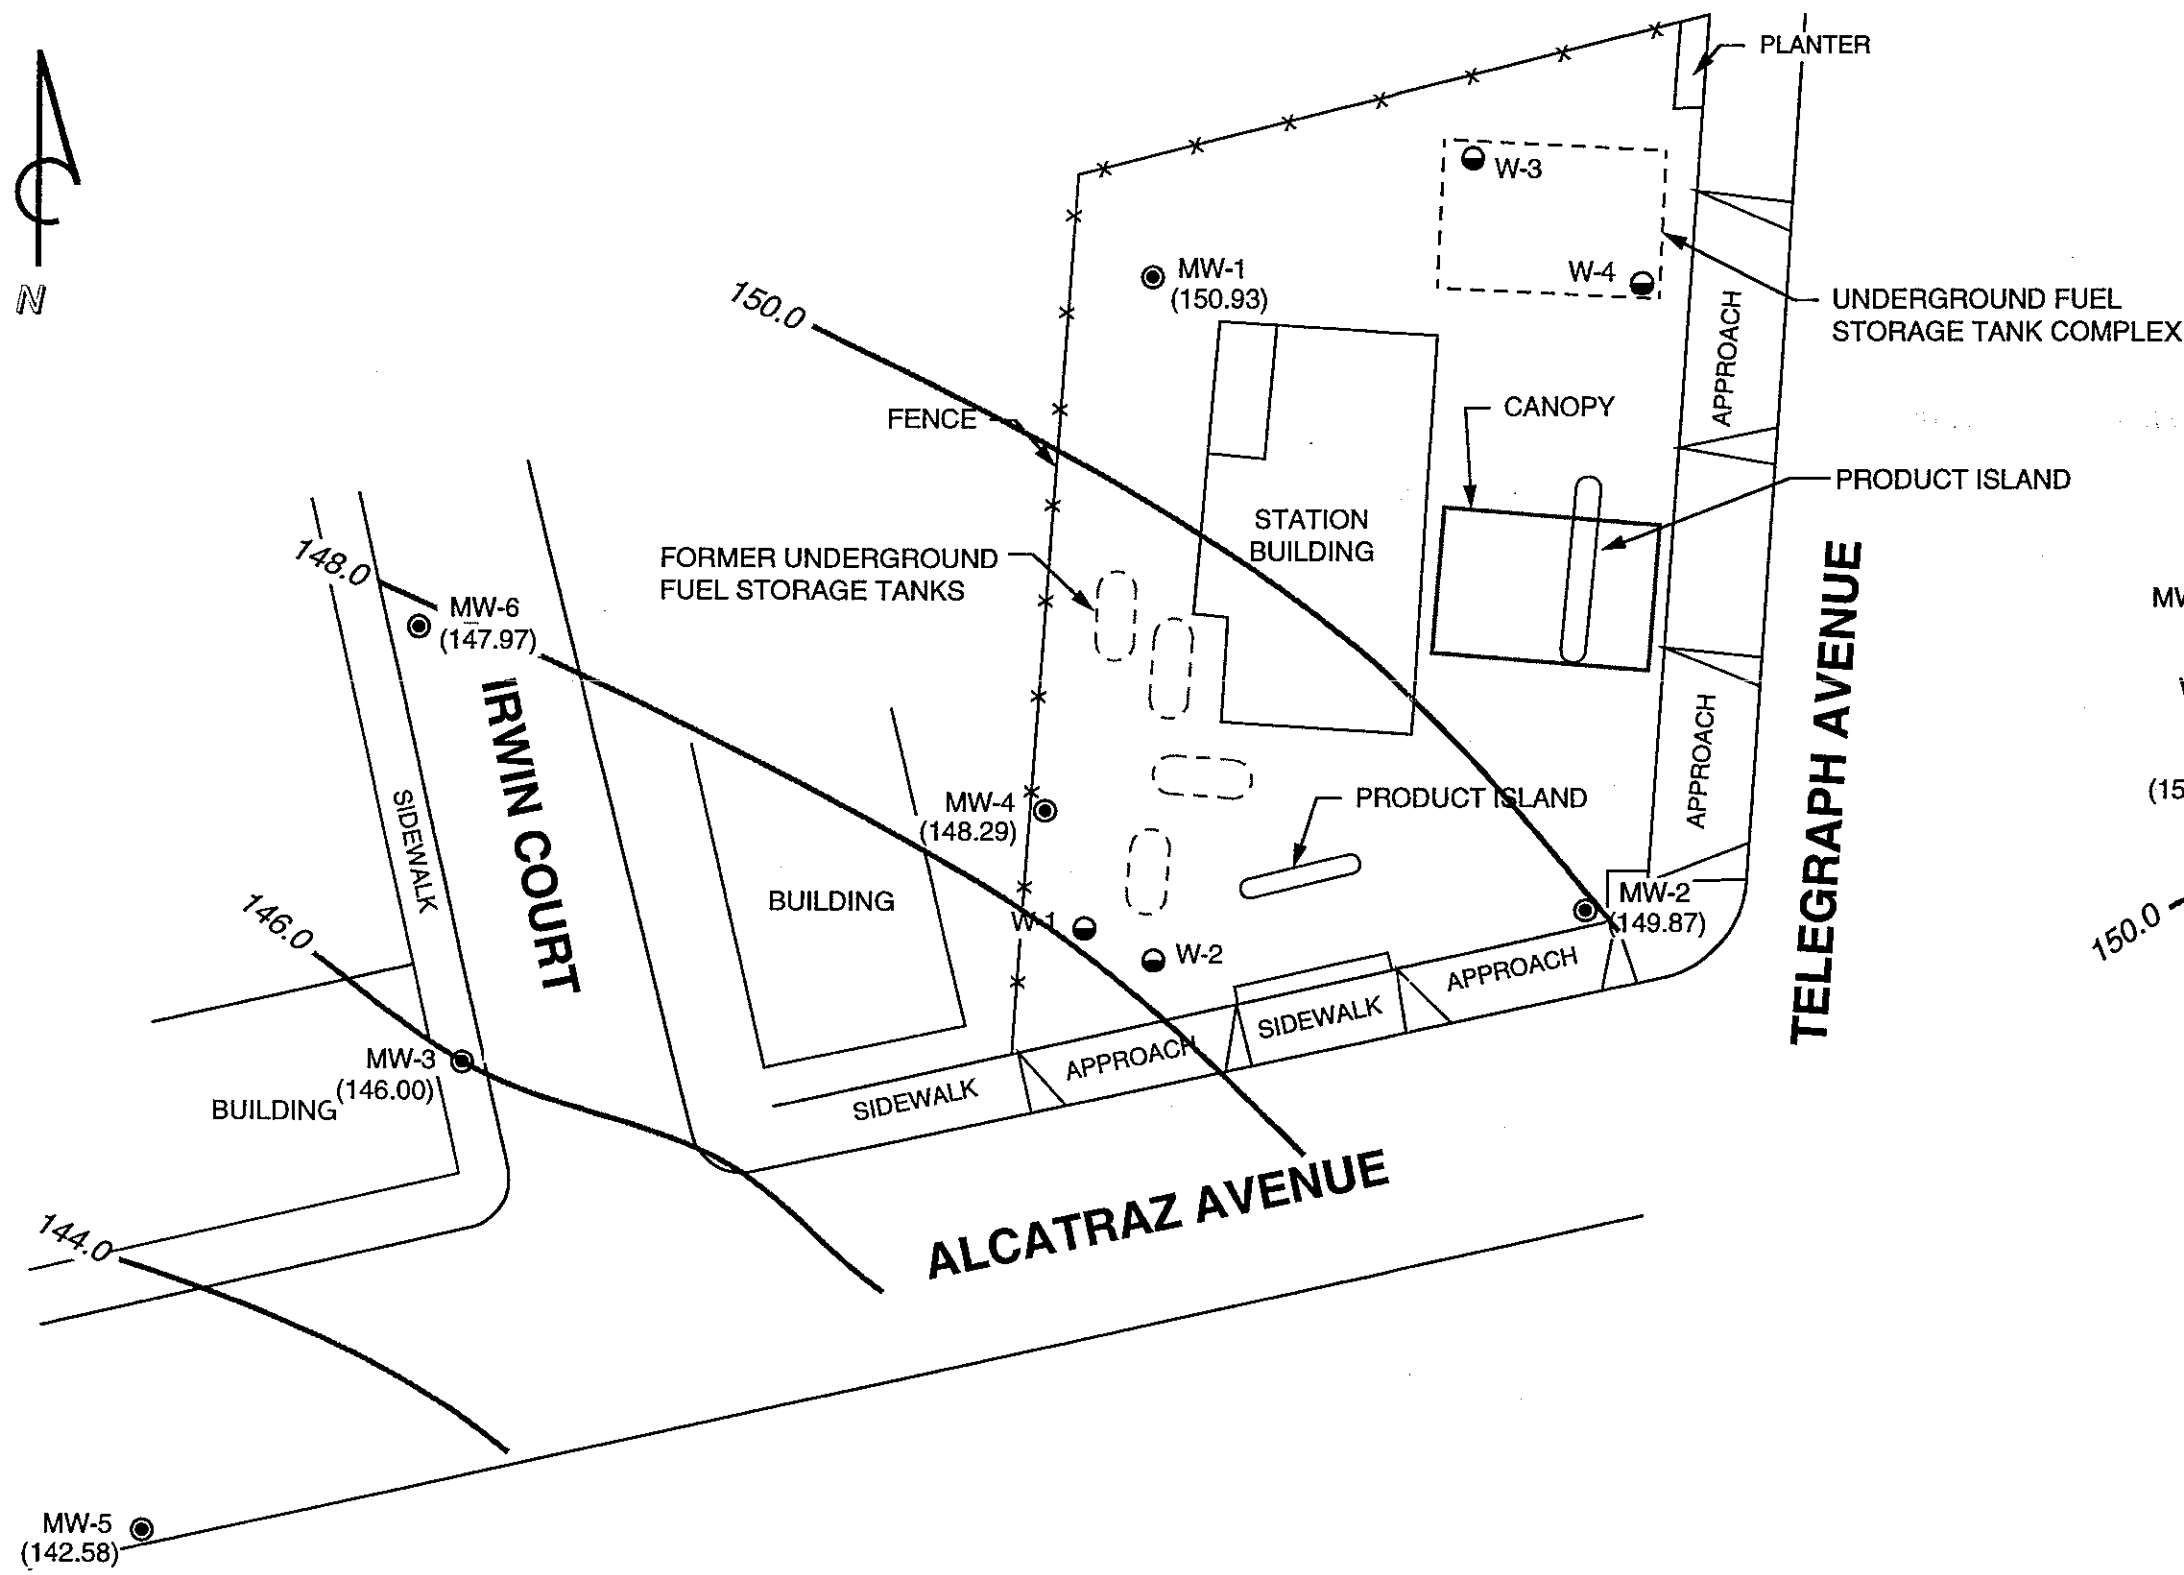 PLANTER
W-3
W-4
MW-1
(150.93)
UNDERGROUND FUEL
STORAGE TANK COMPLEX
N
150.0
APPROACH
FENCE
CANOPY
PRODUCT ISLAND
STATION
BUILDING
FORMER UNDERGROUND
FUEL STORAGE TANKS
148.0
MW-6
(147.97)
IRWIN COURT
SIDEWALK
APPROACH
TELEGRAPH AVENUE
MW-4
(148.29)
PRODUCT ISLAND
BUILDING
MW-2
(149.87)
W-1
W-2
146.0
150.0
APPROACH
SIDEWALK
APPROACH
SIDEWALK
MW-3
(146.00)
BUILDING
ALCATRAZ AVENUE
144.0
MW-5
(142.58)